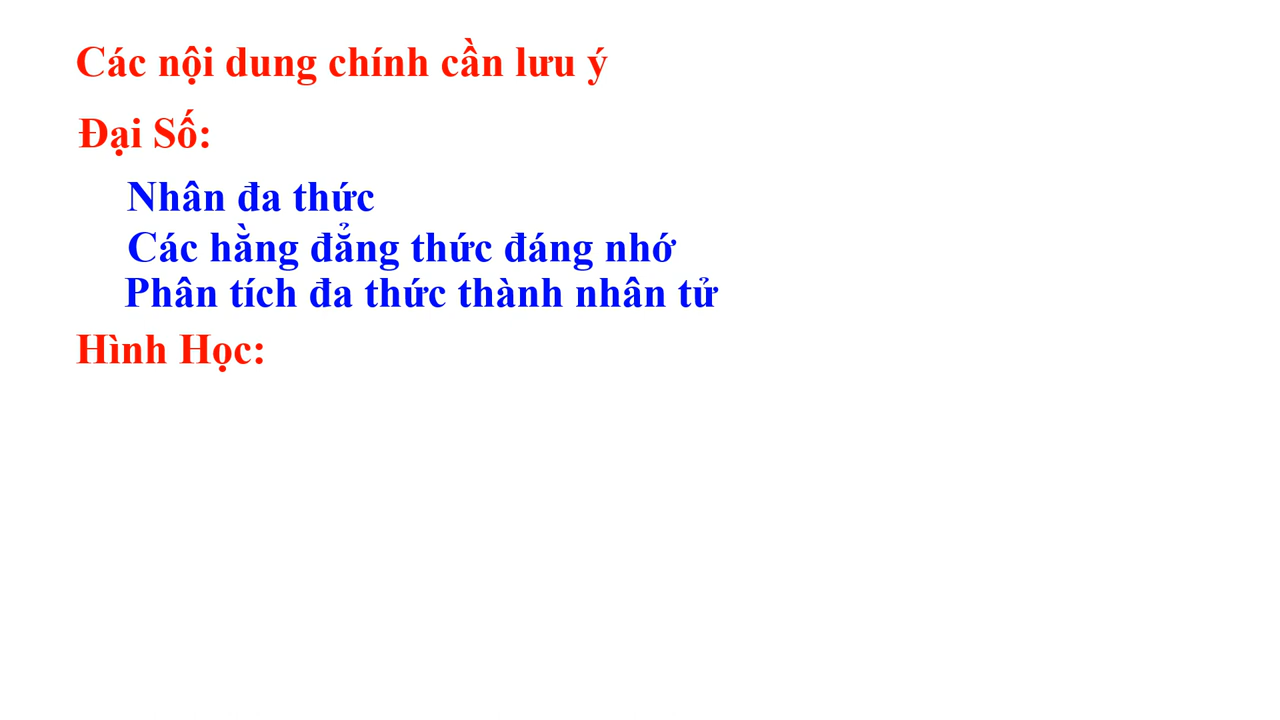 Các nội dung chính cần lưu ý
Đại Số:
Nhân đa thức
Các hằng đẳng thức đáng nhớ
Phân tích đa thức thành nhân tử
Hình Học: